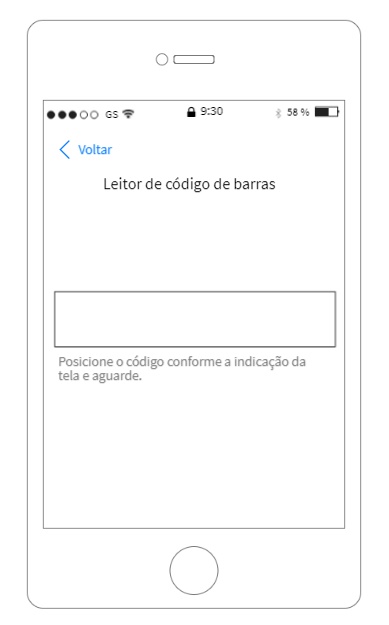 GS 9:30 58 %
Voltar
Leitor de código de barras
Posicione o código conforme a indicação da
tela e aguarde.